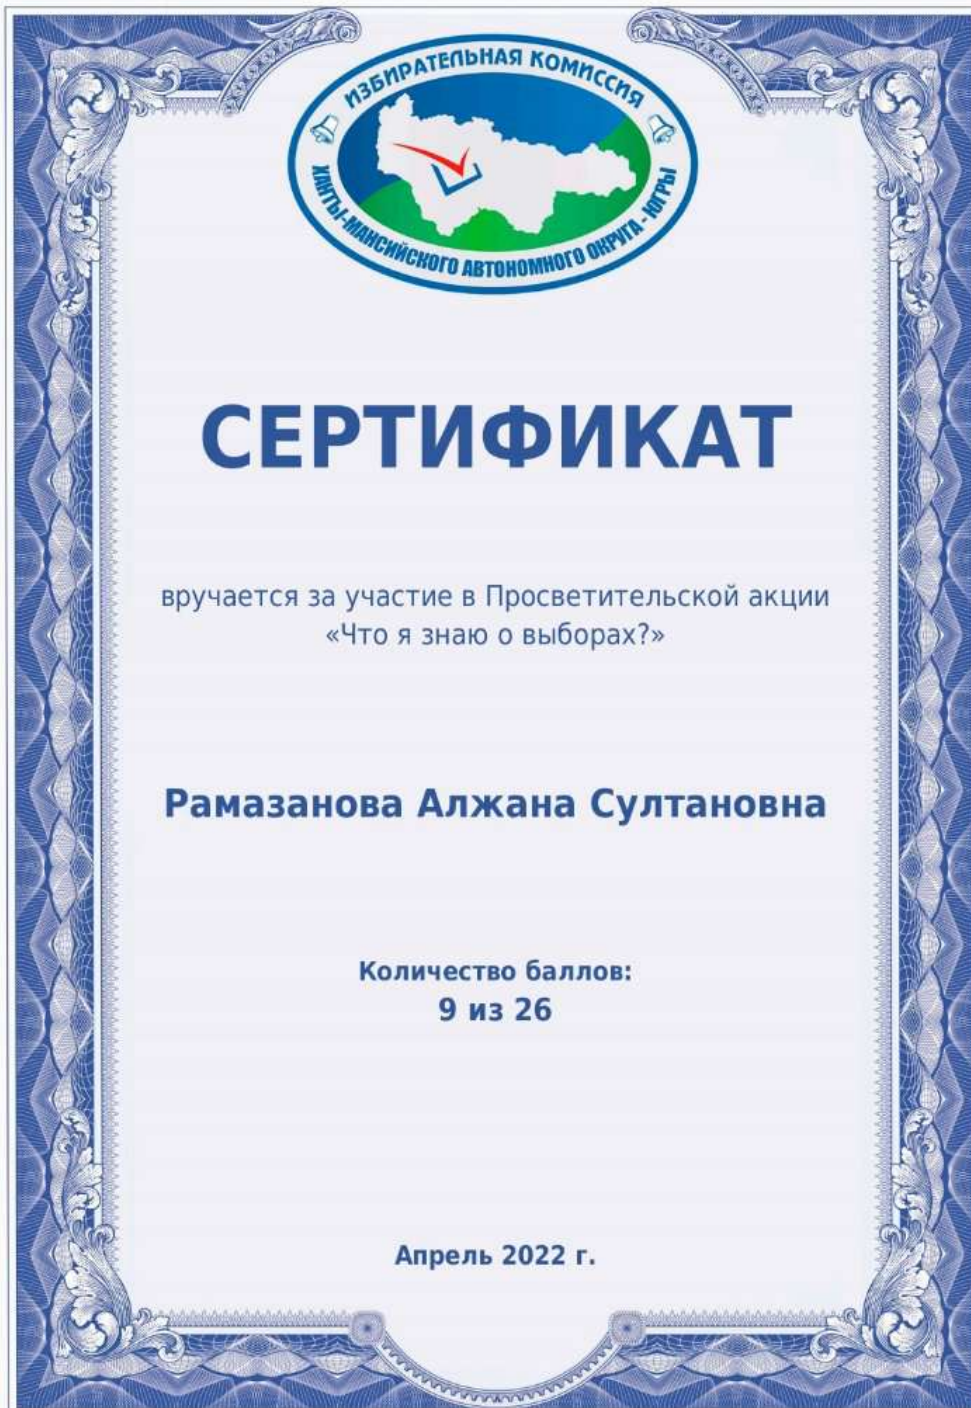 ИЗБИРАТЕЛЬНАЯ КОМИССИЯ
ХАНТЫ-МАНСИЙСКОГО АВТОНОМНОГО ОКРУГА - ЮГРЫ
СЕРТИФИКАТ
вручается за участие в Просветительской акции
«Что я знаю о выборах?»
Рамазанова Алжана Султановна
Количество баллов:
9 из 26
Апрель 2022 г.